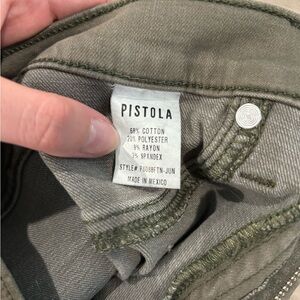 PISTOLA
68% COTTON
20% POLYESTER
9% RAYON
3% SPANDEX
MADE IN MEXICO